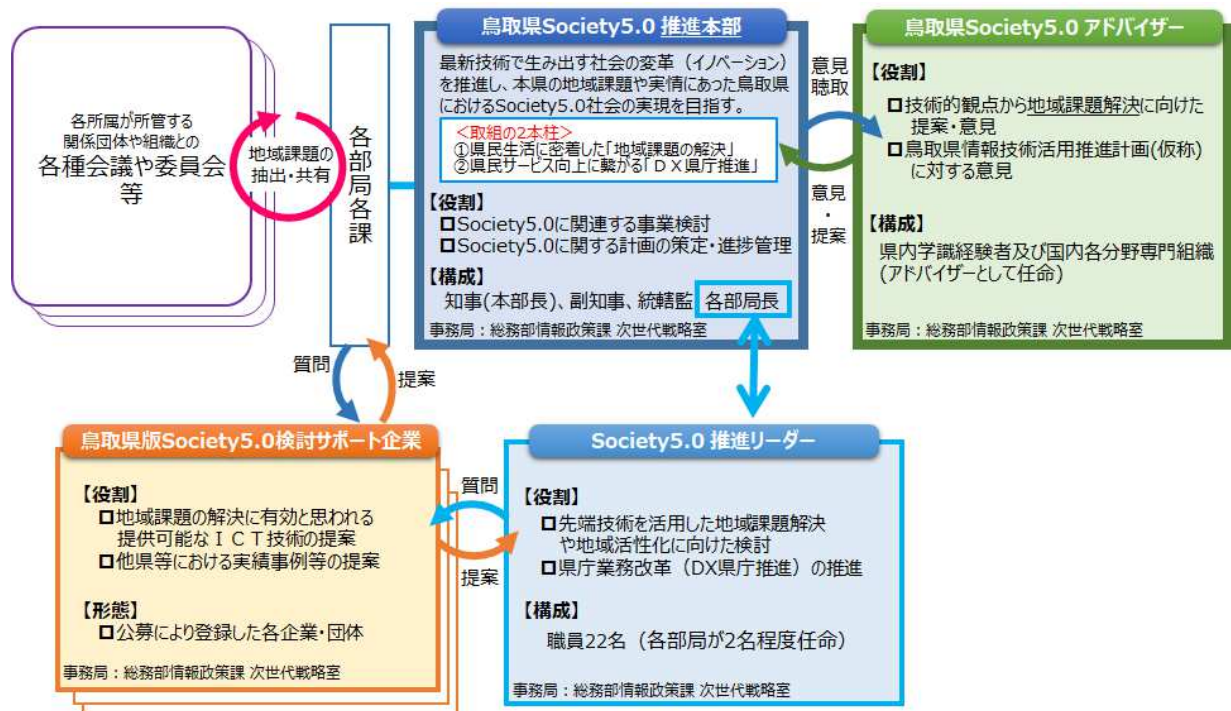 各所属が所管する
関係団体や組織との
各種会議や委員会
等
地域課題の
抽出・共有
各部局各課
鳥取県Society5.0 推進本部
最新技術で生み出す社会の変革（イノベーション）
を推進し、本県の地域課題や実情にあった鳥取県
におけるSociety5.0社会の実現を目指す。
＜取組の2本柱＞
①県民生活に密着した「地域課題の解決」
②県民サービス向上に繋がる「ＤＸ県庁推進」
【役割】
□Society5.0に関連する事業検討
□Society5.0に関する計画の策定・進捗管理
【構成】
知事(本部長)、副知事、統轄監、各部局長
事務局：総務部情報政策課 次世代戦略室
意見
聴取
意見
・
提案
鳥取県Society5.0 アドバイザー
【役割】
□技術的観点から地域課題解決に向けた
提案・意見
□鳥取県情報技術活用推進計画(仮称)
に対する意見
【構成】
県内学識経験者及び国内各分野専門組織
(アドバイザーとして任命)
事務局：総務部情報政策課 次世代戦略室
質問
提案
鳥取県版Society5.0検討サポート企業
【役割】
□地域課題の解決に有効と思われる
提供可能なＩＣＴ技術の提案
□他県等における実績事例等の提案
【形態】
□公募により登録した各企業・団体
事務局：総務部情報政策課 次世代戦略室
質問
提案
Society5.0 推進リーダー
【役割】
□先端技術を活用した地域課題解決
や地域活性化に向けた検討
□県庁業務改革（DX県庁推進）の推進
【構成】
職員22名（各部局が2名程度任命）
事務局：総務部情報政策課 次世代戦略室